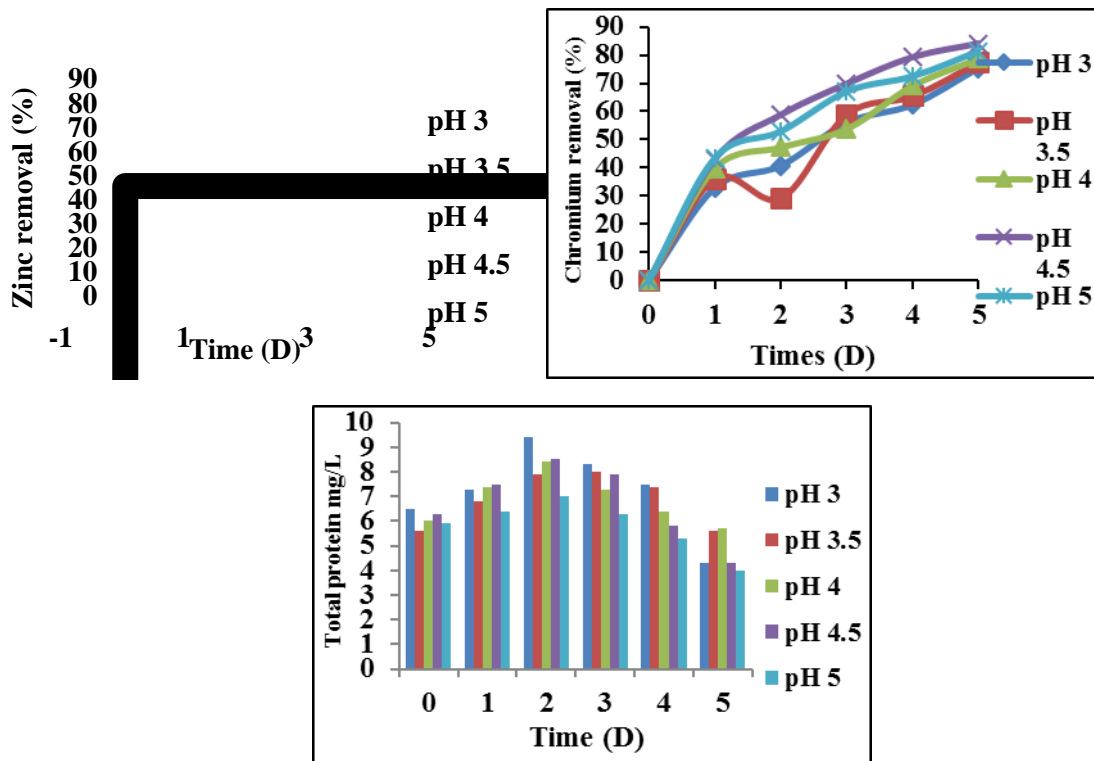 Zinc removal (%)
90
80
70
60
50
40
30
20
10
0
-1
1
3
5
Time (D)
pH 3
pH 3.5
pH 4
pH 4.5
pH 5
Chromium removal (%)
90
80
70
60
50
40
30
20
10
0
0 1 2 3 4 5
Times (D)
pH 3
pH
3.5
pH 4
pH
4.5
pH 5
Total protein mg/L
10
9
8
7
6
5
4
3
2
1
0
0 1 2 3 4 5
Time (D)
pH 3
pH 3.5
pH 4
pH 4.5
pH 5